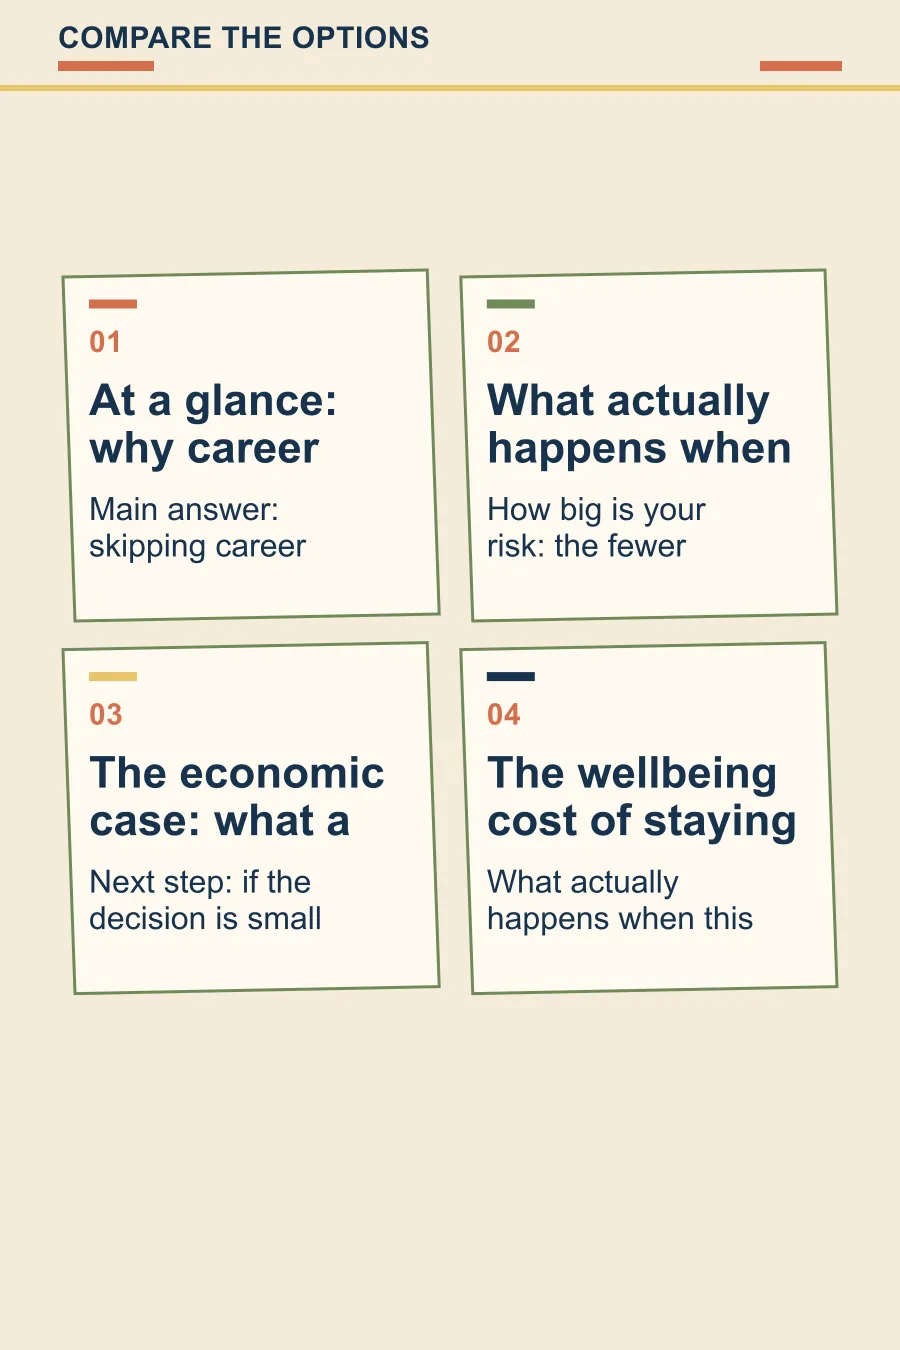 COMPARE THE OPTIONS
01
At a glance:
why career
Main answer:
skipping career
02
What actually
happens when
How big is your
risk: the fewer
03
The economic
case: what a
Next step: if the
decision is small
04
The wellbeing
cost of staying
What actually
happens when this